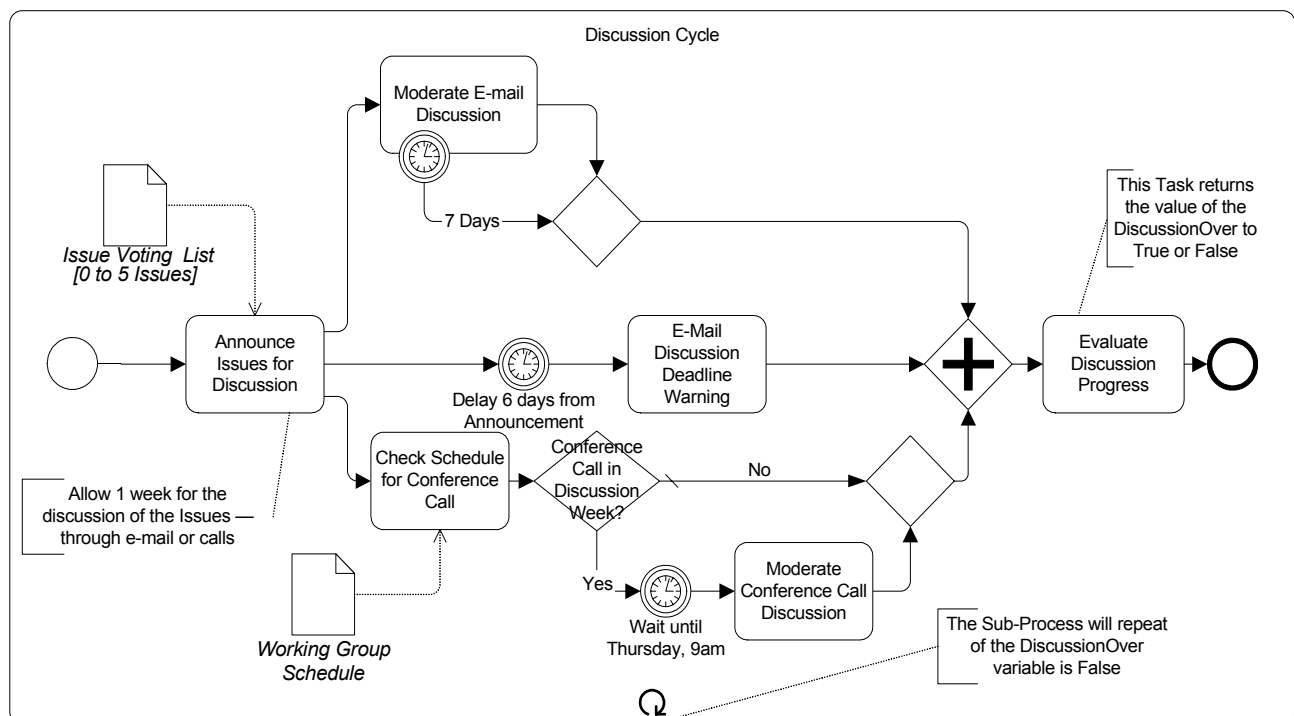 Discussion Cycle
Moderate E-mail
Discussion
7 Days
This Task returns
the value of the
DiscussionOver to
True or False
Issue Voting List
[0 to 5 Issues]
Announce
Issues for
Discussion
Delay 6 days from
Announcement
E-Mail
Discussion
Deadline
Warning
Evaluate
Discussion
Progress
Check Schedule
for Conference
Call
Conference
Call in
Discussion
Week?
No
Allow 1 week for the
discussion of the Issues —
through e-mail or calls
Yes
Wait until
Thursday, 9am
Moderate
Conference Call
Discussion
Working Group
Schedule
The Sub-Process will repeat
of the DiscussionOver
variable is False